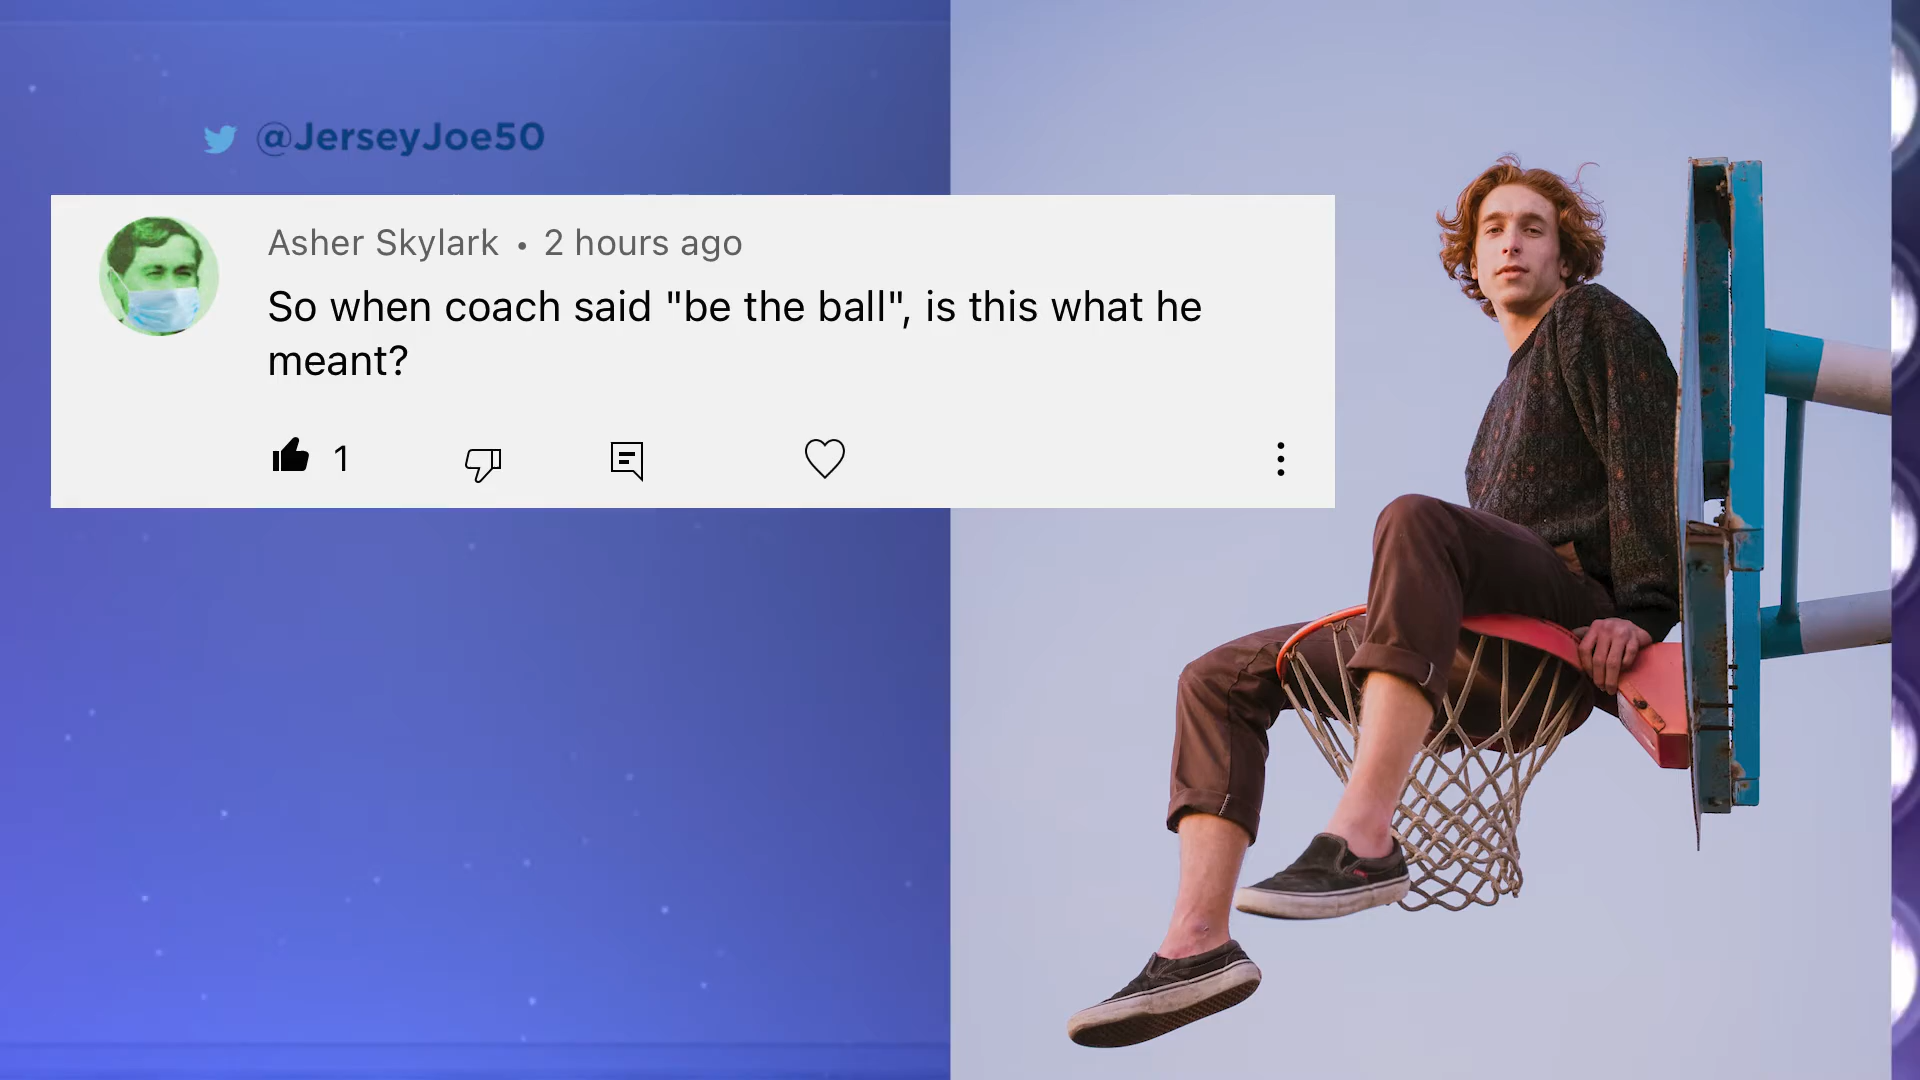 @JerseyJoe50
Asher Skylark • 2 hours ago
So when coach said "be the ball", is this what he
meant?
1